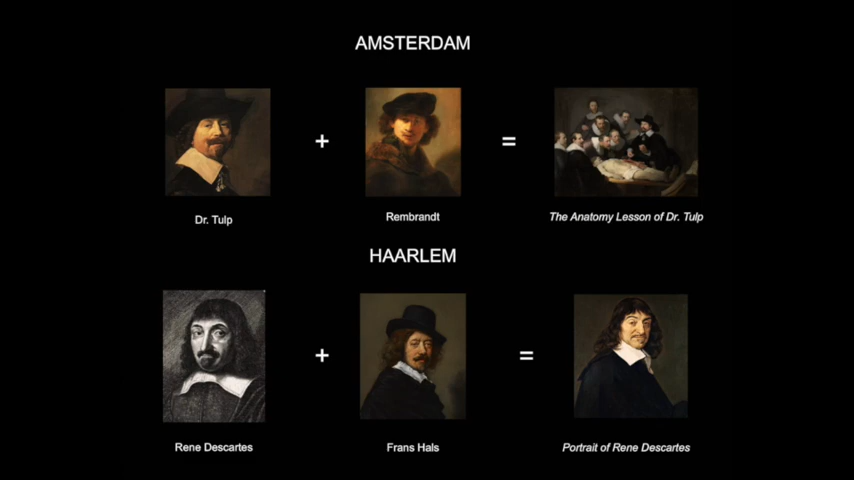 AMSTERDAM
+
=
Dr. Tulp
Rembrandt
The Anatomy Lesson of Dr. Tulp
HAARLEM
+
=
Rene Descartes
Frans Hals
Portrait of Rene Descartes